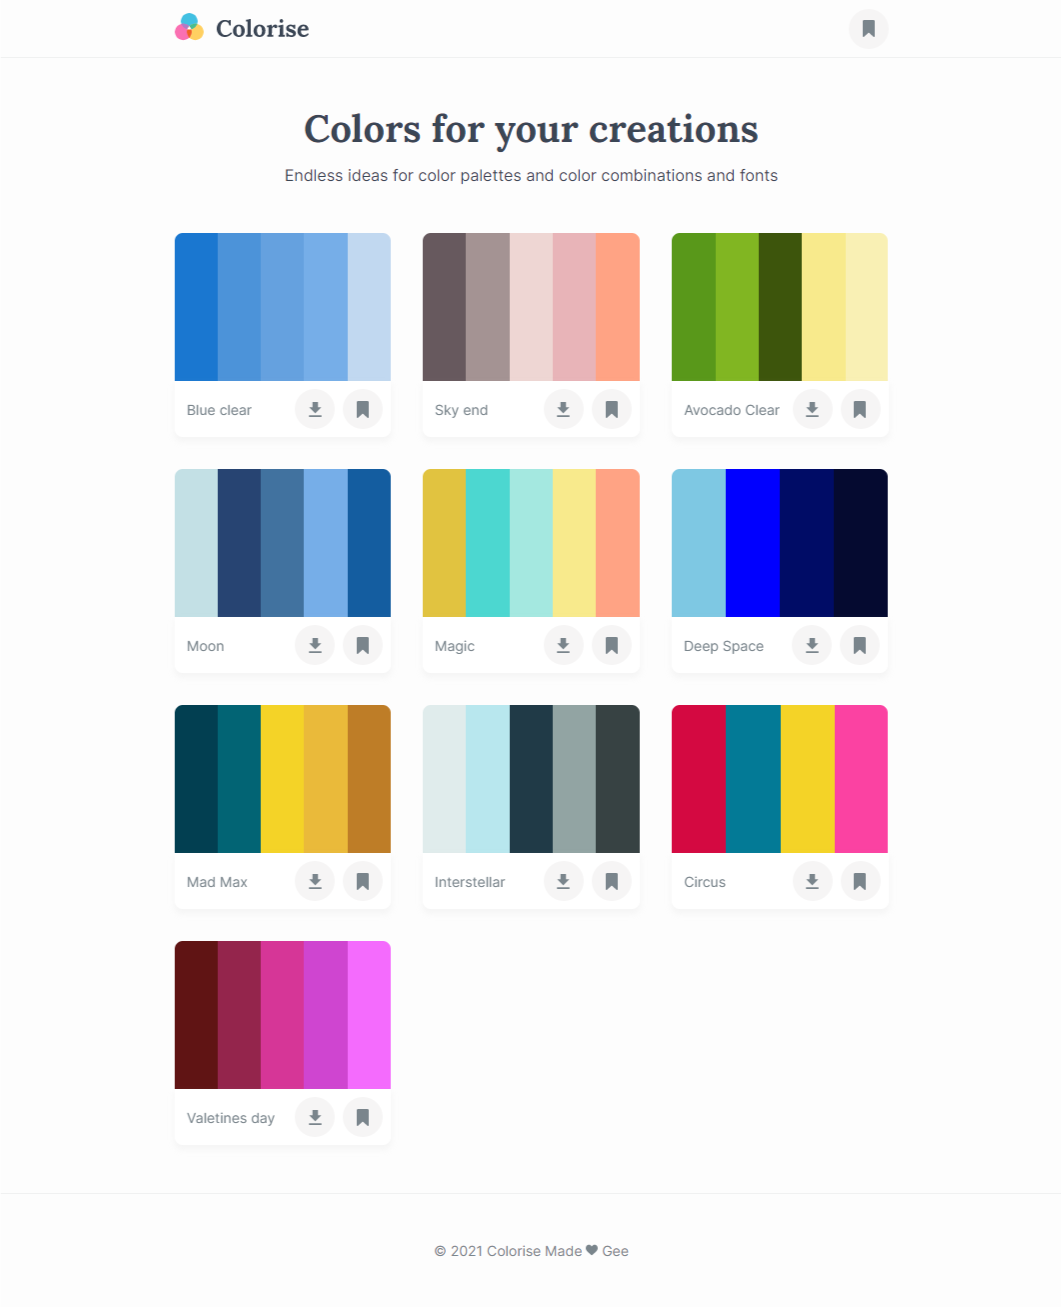 Colorise
Colors for your creations
Endless ideas for color palettes and color combinations and fonts
Blue clear
Sky end
Avocado Clear
Moon
Magic
Deep Space
Mad Max
Interstellar
Circus
Valetines day
© 2021 Colorise Made ♥ Gee